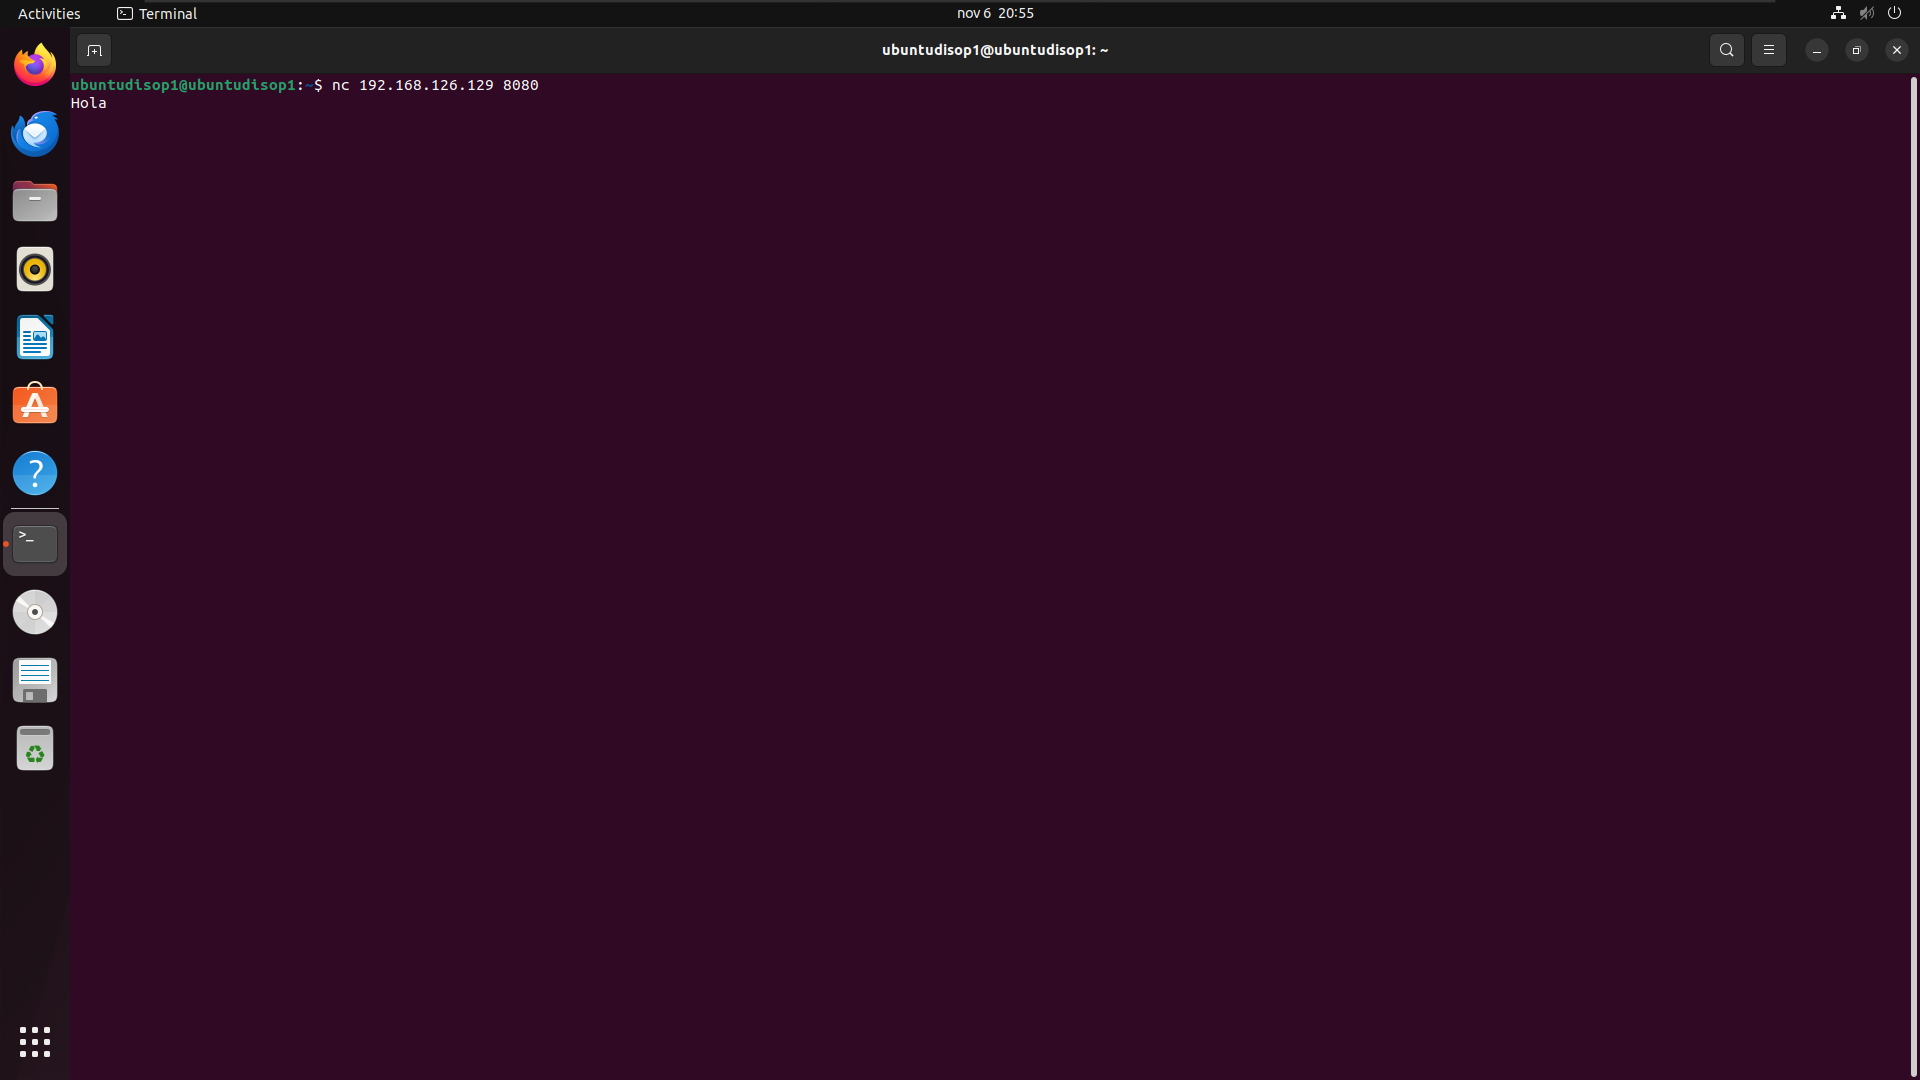 Activities
Terminal
nov 6 20:55
ubuntudisop1@ubuntudisop1: ~
ubuntudisop1@ubuntudisop1:~$ nc 192.168.126.129 8080
Hola